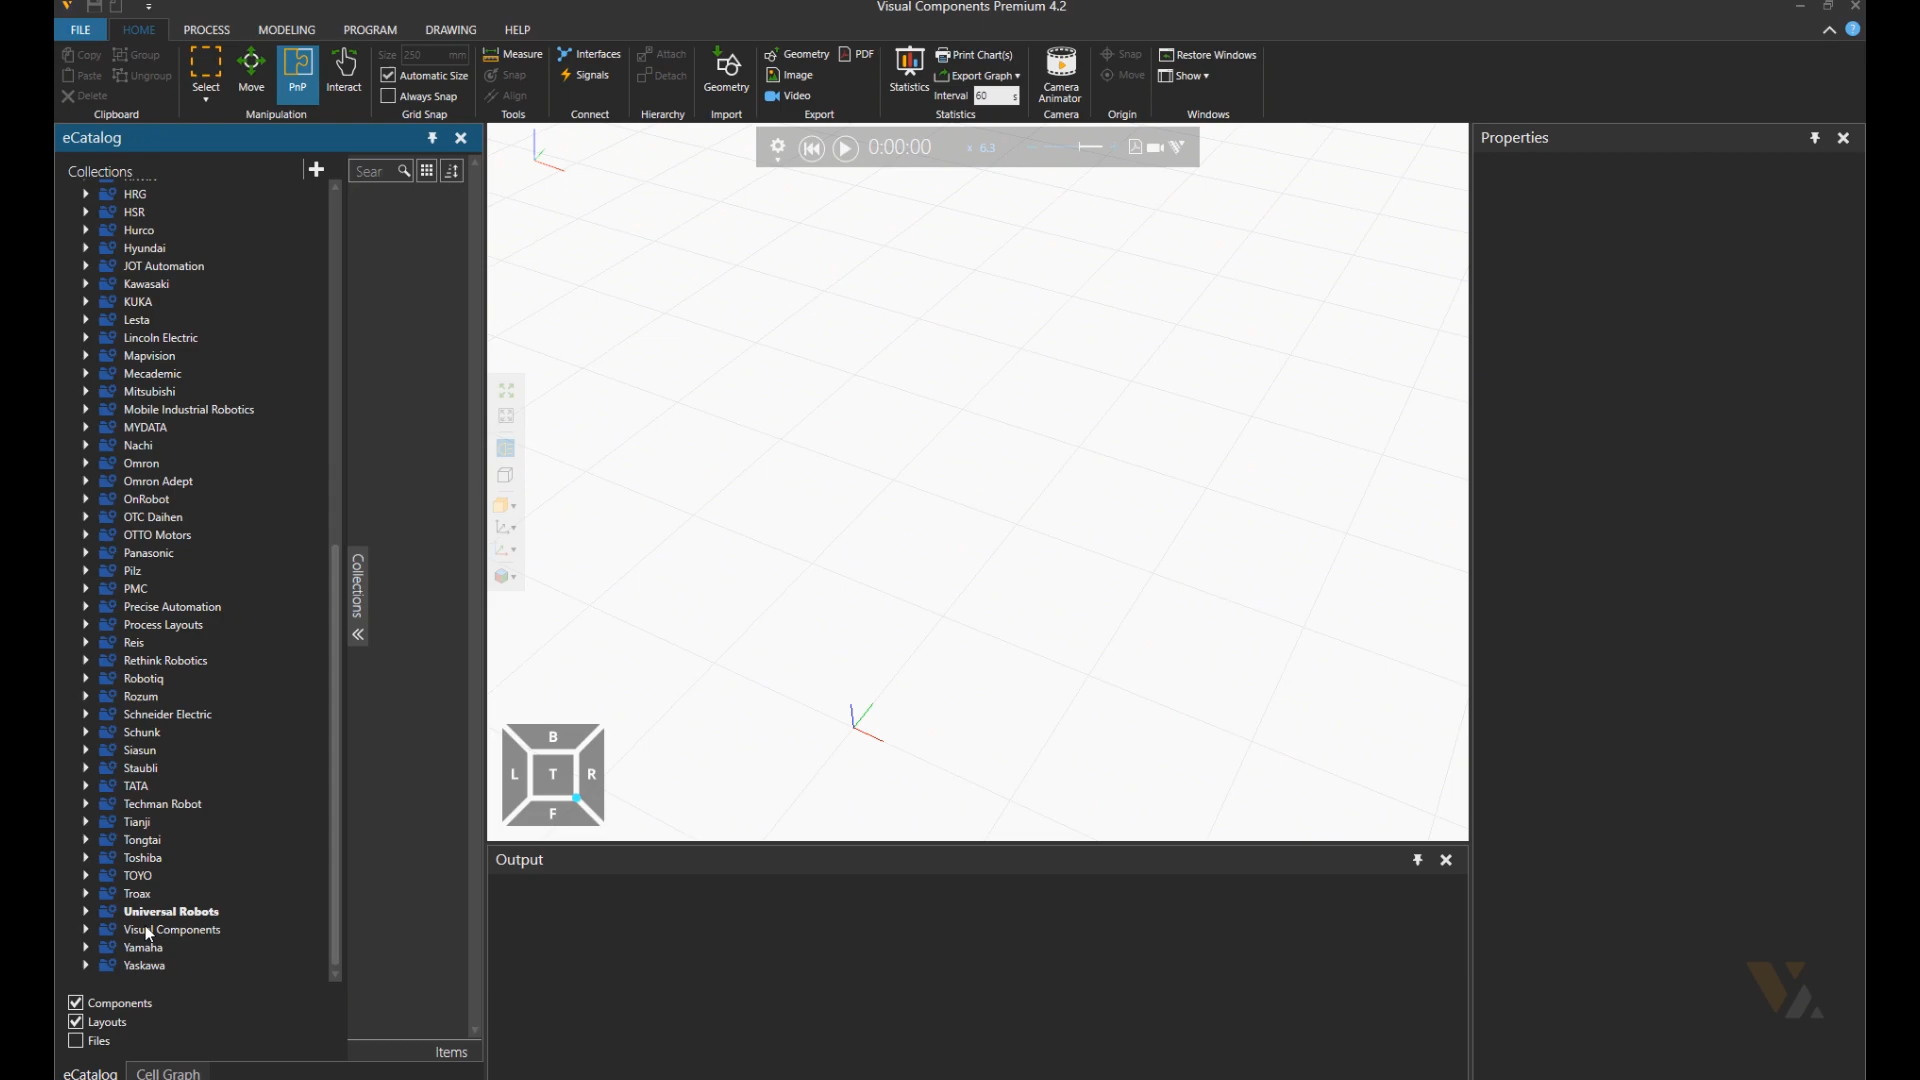 Visual Components Premium 4.2
FILE HOME PROCESS MODELING PROGRAM DRAWING HELP
Copy Group
Paste Ungroup
Delete
Clipboard
Select Move PnP Interact
Manipulation
Size 250 mm
Automatic Size
Always Snap
Grid Snap
Measure
Snap
Align
Tools
Interfaces
Signals
Connect
Attach
Detach
Hierarchy
Geometry
Import
Geometry PDF
Image
Video
Export
Statistics
Print Chart(s)
Export Graph
Interval 60 s
Statistics
Camera
Animator
Camera
Snap
Move
Origin
Restore Windows
Show
Windows
eCatalog
Collections
Sear
HRG
HSR
Hurco
Hyundai
JOT Automation
Kawasaki
KUKA
Lesta
Lincoln Electric
Mapvision
Mecademic
Mitsubishi
Mobile Industrial Robotics
MYDATA
Nachi
Omron
Omron Adept
OnRobot
OTC Daihen
OTTO Motors
Panasonic
Pilz
PMC
Precise Automation
Process Layouts
Reis
Rethink Robotics
Robotiq
Rozum
Schneider Electric
Schunk
Siasun
Staubli
TATA
Techman Robot
Tianji
Tongtai
Toshiba
TOYO
Troax
Universal Robots
Visual Components
Yamaha
Yaskawa
Components
Layouts
Files
Collections
Items
eCatalog Cell Graph
0:00:00 x 6.3
B
L T R
F
Output
Properties